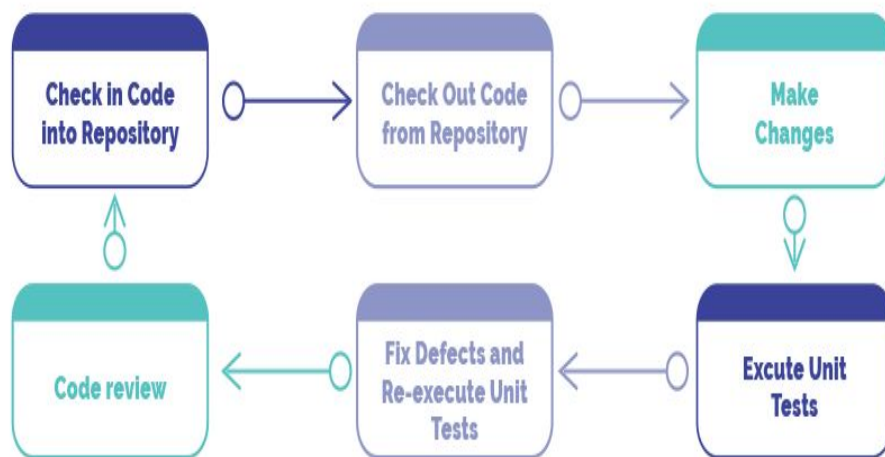 Check in Code
into Repository
Check Out Code
from Repository
Make
Changes
Excute Unit
Tests
Fix Defects and
Re-execute Unit
Tests
Code review